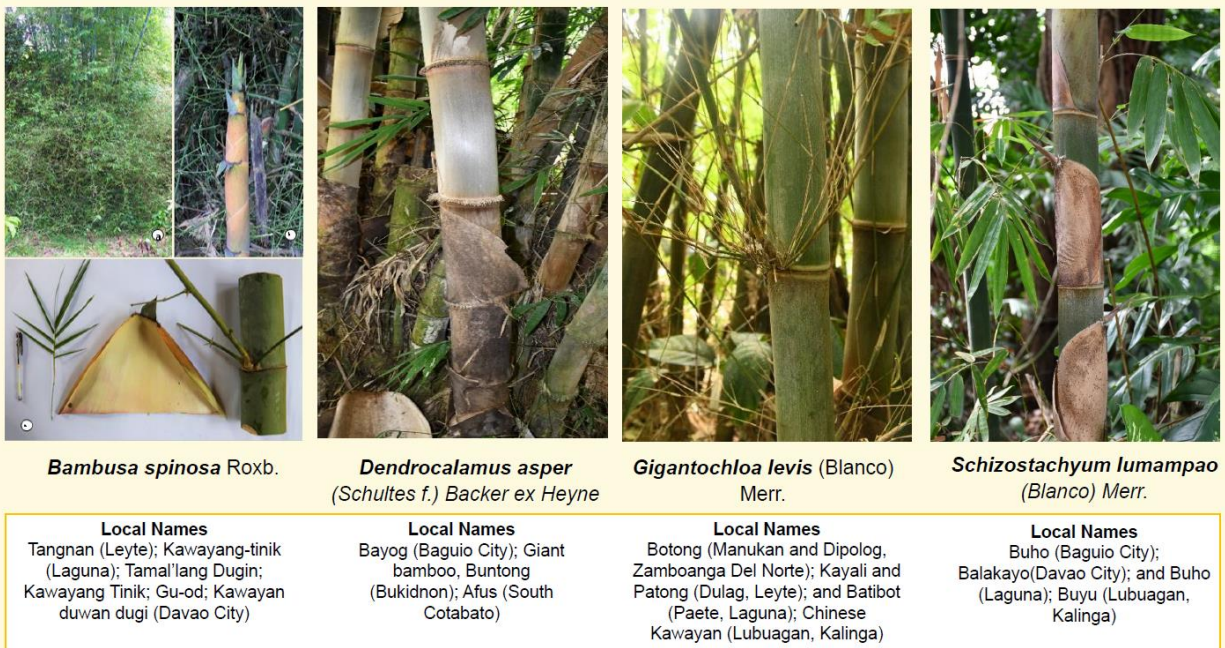 Bambusa spinosa Roxb.
Dendrocalamus asper
(Schultes f.) Backer ex Heyne
Gigantochloa levis (Blanco)
Merr.
Schizostachyum lumampao
(Blanco) Merr.
Local Names
Tangnan (Leyte); Kawayang-tinik
(Laguna); Tamal'lang Dugin;
Kawayang Tinik; Gu-od; Kawayan
duwan dugi (Davao City)
Local Names
Bayog (Baguio City); Giant
bamboo, Buntong
(Bukidnon); Afus (South
Cotabato)
Local Names
Botong (Manukan and Dipolog,
Zamboanga Del Norte); Kayali and
Patong (Dulag, Leyte); and Batibot
(Paete, Laguna); Chinese
Kawayan (Lubuagan, Kalinga)
Local Names
Buho (Baguio City);
Balakayo(Davao City); and Buho
(Laguna); Buyu (Lubuagan,
Kalinga)